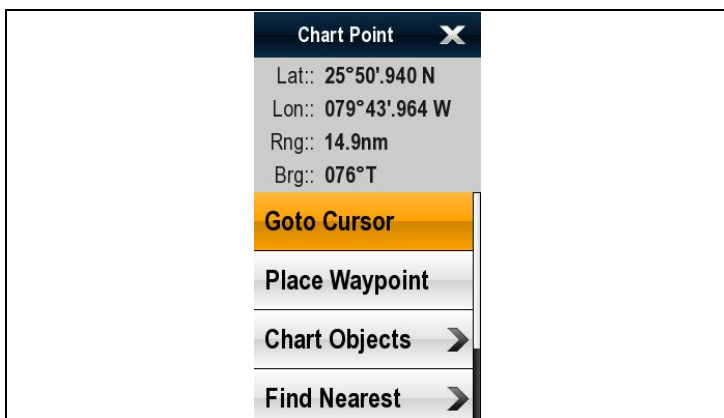 Chart Point
Lat:: 25°50'.940 N
Lon:: 079°43'.964 W
Rng:: 14.9nm
Brg:: 076°T
Goto Cursor
Place Waypoint
Chart Objects
Find Nearest